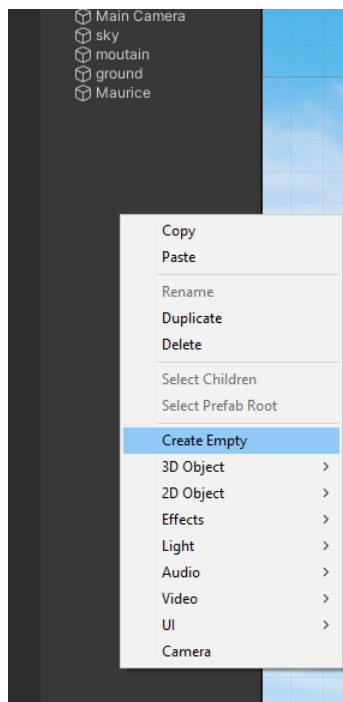 Main Camera
sky
moutain
ground
Maurice
Copy
Paste
Rename
Duplicate
Delete
Select Children
Select Prefab Root
Create Empty
3D Object
2D Object
Effects
Light
Audio
Video
UI
Camera